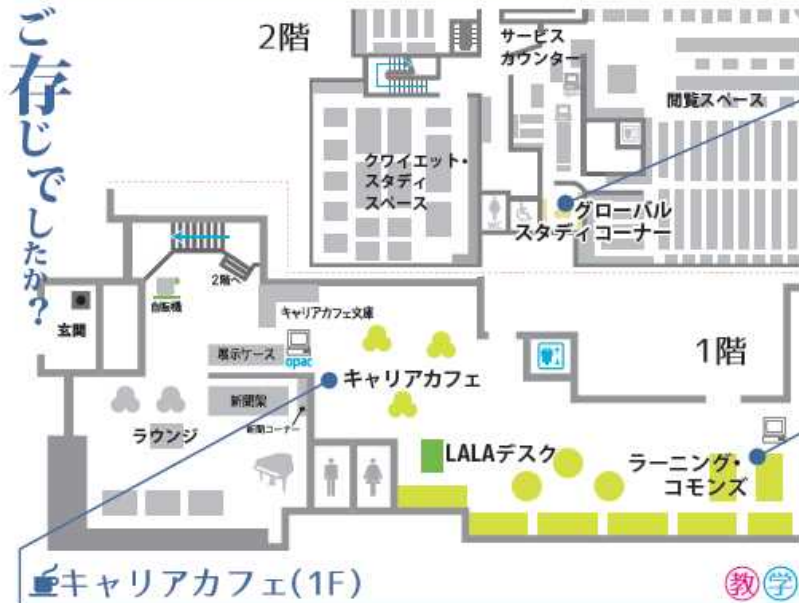 ご存じでしたか?
2階
サービス
カウンター
閲覧スペース
クワイエット・
スタディ
スペース
WC
グローバル
スタディコーナー
2階へ
自販機
玄関
キャリアカフェ文庫
展示ケース
opac
1階
キャリアカフェ
新聞架
新聞コーナー
ラウンジ
LALAデスク
ラーニング・
コモンズ
キャリアカフェ(1F)
教 学